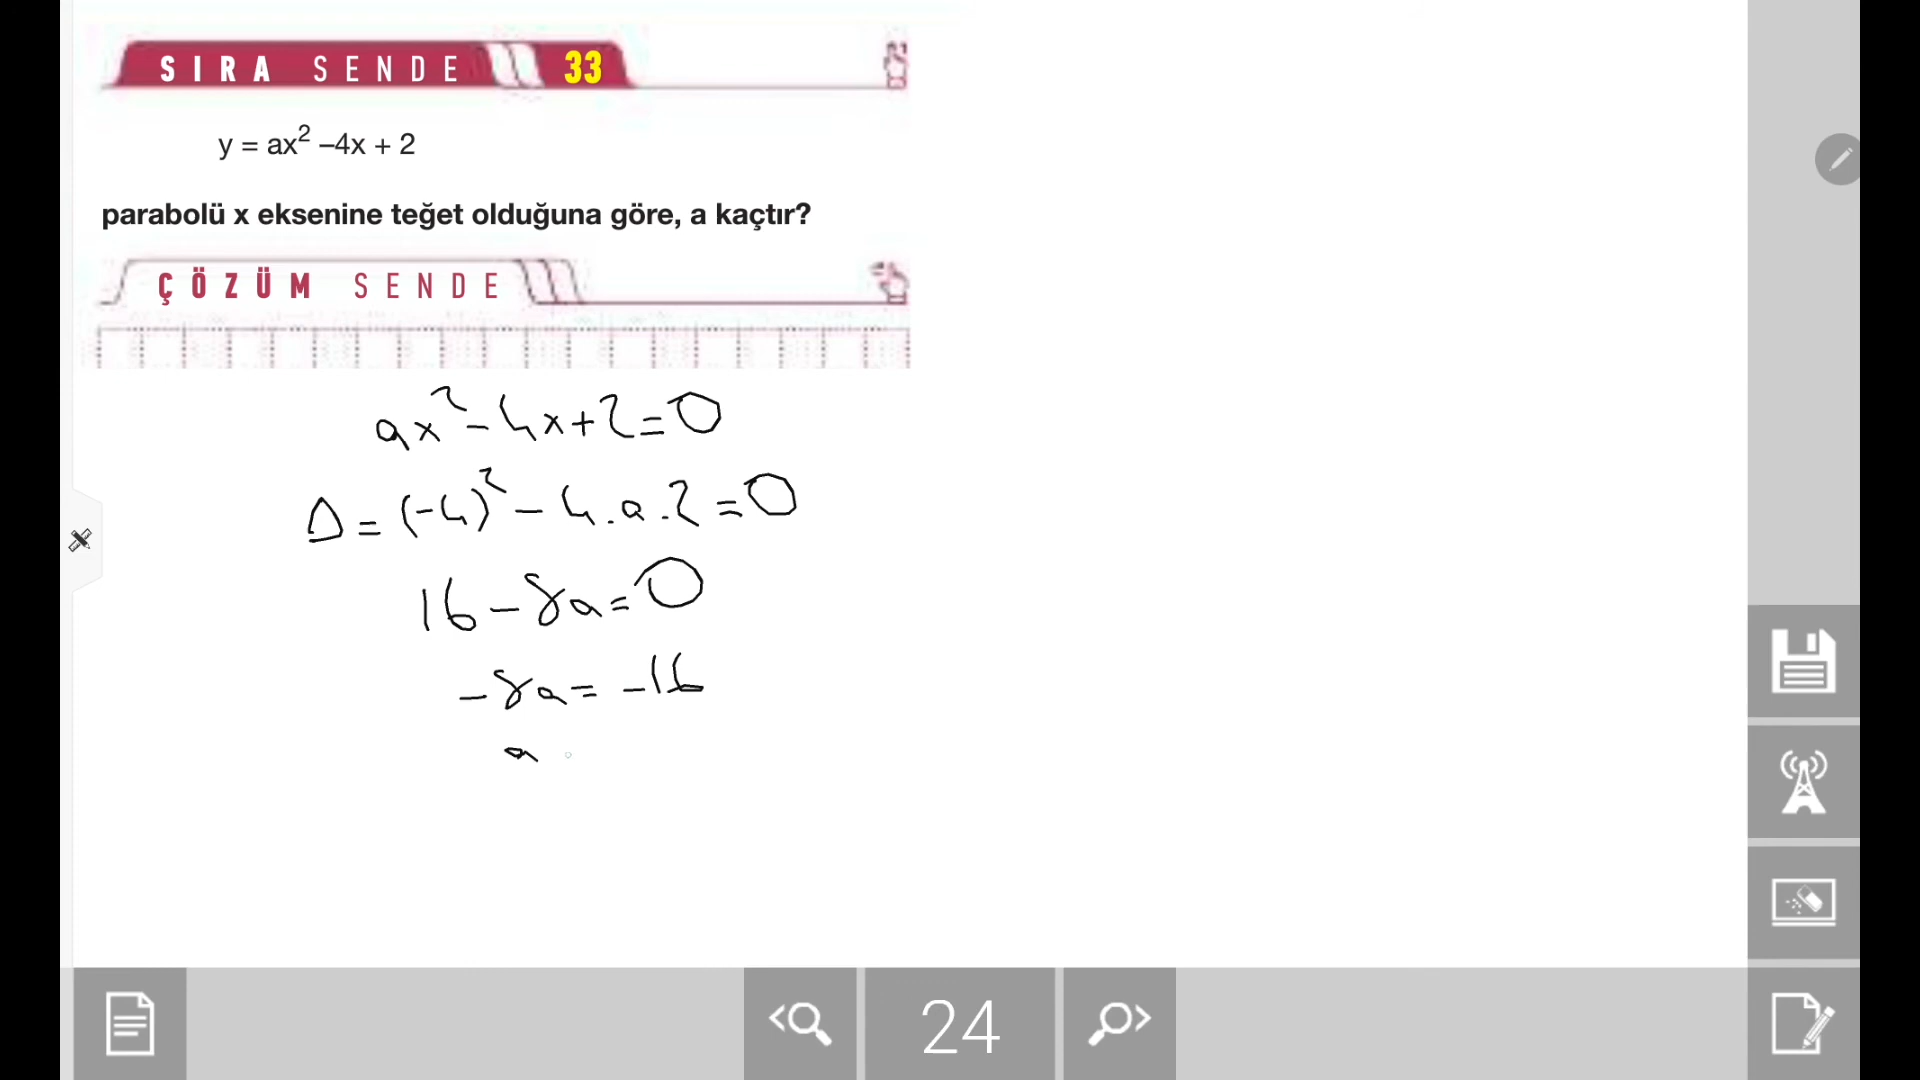 SIRA SENDE 33
y = ax² –4x + 2
parabolü x eksenine teğet olduğuna göre, a kaçtır?
ÇÖZÜM SENDE
ax² - 4x + 2 = 0
Δ = (-4)² - 4.a.2 = 0
16 - 8a = 0
-8a = -16
a
24